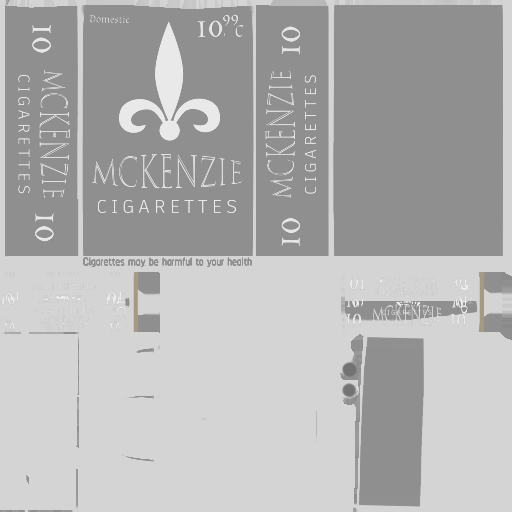 10
MCKENZIE
CIGARETTES
10
Domestic
10.99 c
MCKENZIE
CIGARETTES
10
MCKENZIE
CIGARETTES
10
Cigarettes may be harmful to your health
MCKENZIE